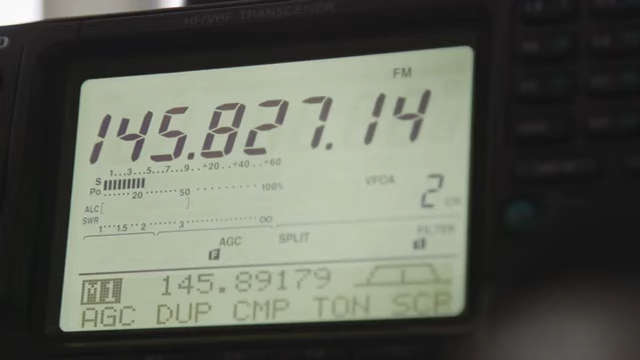 HF/VHF TRANSCEIVER
FM
145.827.14
S 1...3...5...7...9..+20..+40..+60
Po 20 50 100%
VFOA 2 CH
ALC
SWR 1 1.5 2 3 ∞
AGC SPLIT FILTER
F 1
M1 145.89179
AGC DUP CMP TON SCP